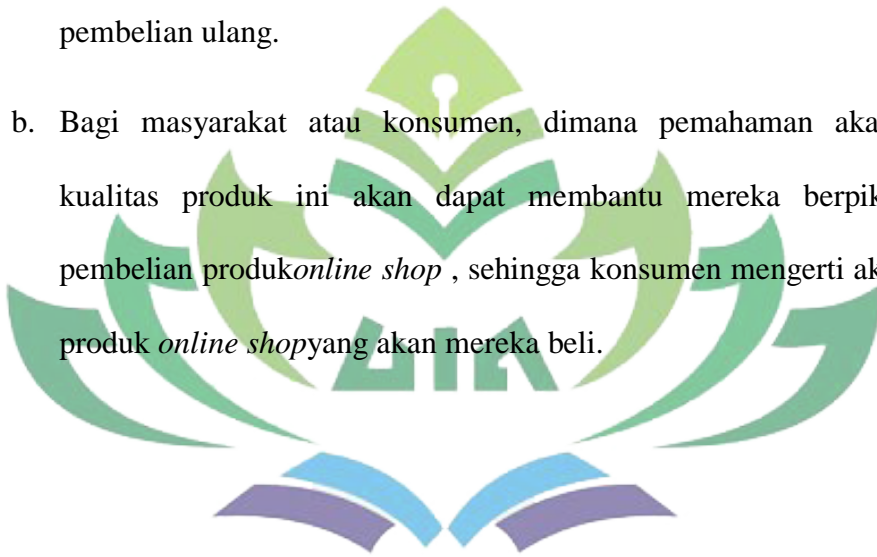 pembelian ulang.
b. Bagi masyarakat atau konsumen, dimana pemahaman aka
kualitas produk ini akan dapat membantu mereka berpik
pembelian produkonline shop , sehingga konsumen mengerti ak
produk online shopyang akan mereka beli.